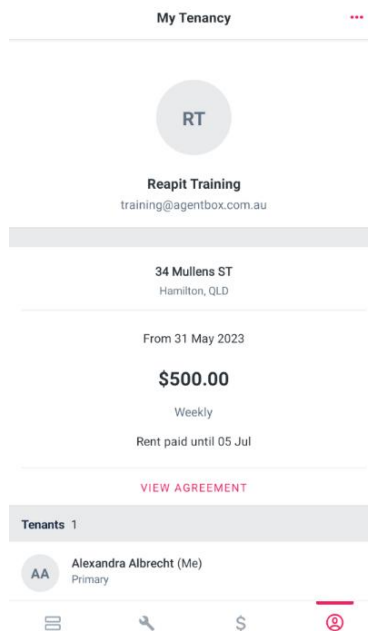 My Tenancy
RT
Reapit Training
training@agentbox.com.au
34 Mullens ST
Hamilton, QLD
From 31 May 2023
$500.00
Weekly
Rent paid until 05 Jul
VIEW AGREEMENT
Tenants 1
AA
Alexandra Albrecht (Me)
Primary